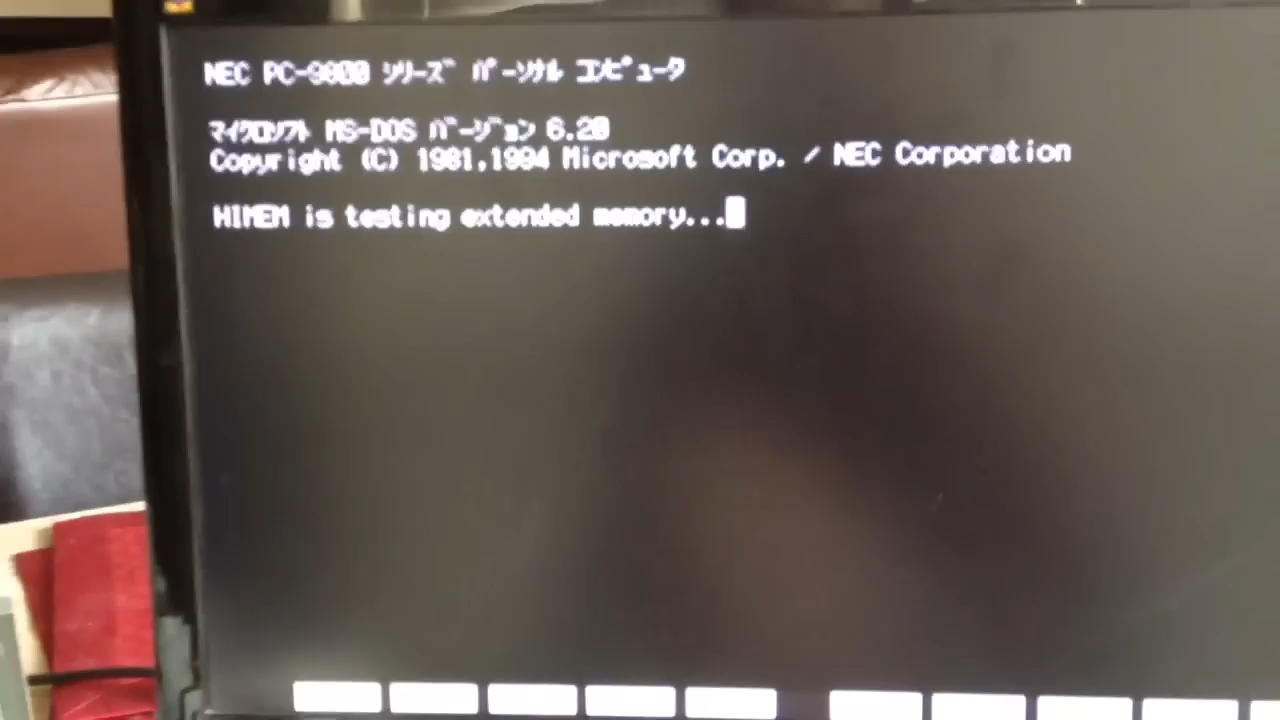 NEC PC-9800 ｼﾘｰｽﾞ ﾊﾟｰｿﾅﾙ ｺﾝﾋﾟｭｰﾀ
ﾏｲｸﾛｿﾌﾄ MS-DOS ﾊﾞｰｼﾞｮﾝ 6.20
Copyright (C) 1981,1994 Microsoft Corp. / NEC Corporation
HIMEM is testing extended memory...